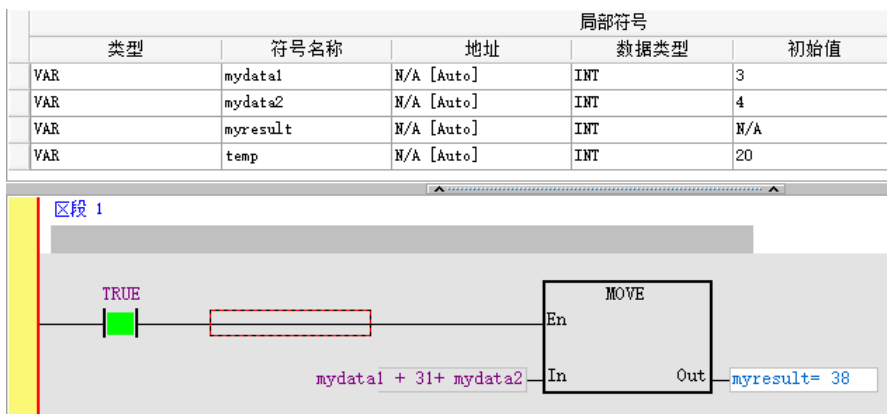 局部符号
类型 符号名称 地址 数据类型 初始值
VAR mydata1 N/A [Auto] INT 3
VAR mydata2 N/A [Auto] INT 4
VAR myresult N/A [Auto] INT N/A
VAR temp N/A [Auto] INT 20
区段 1
TRUE MOVE
En
mydata1 + 31+ mydata2 In Out myresult= 38